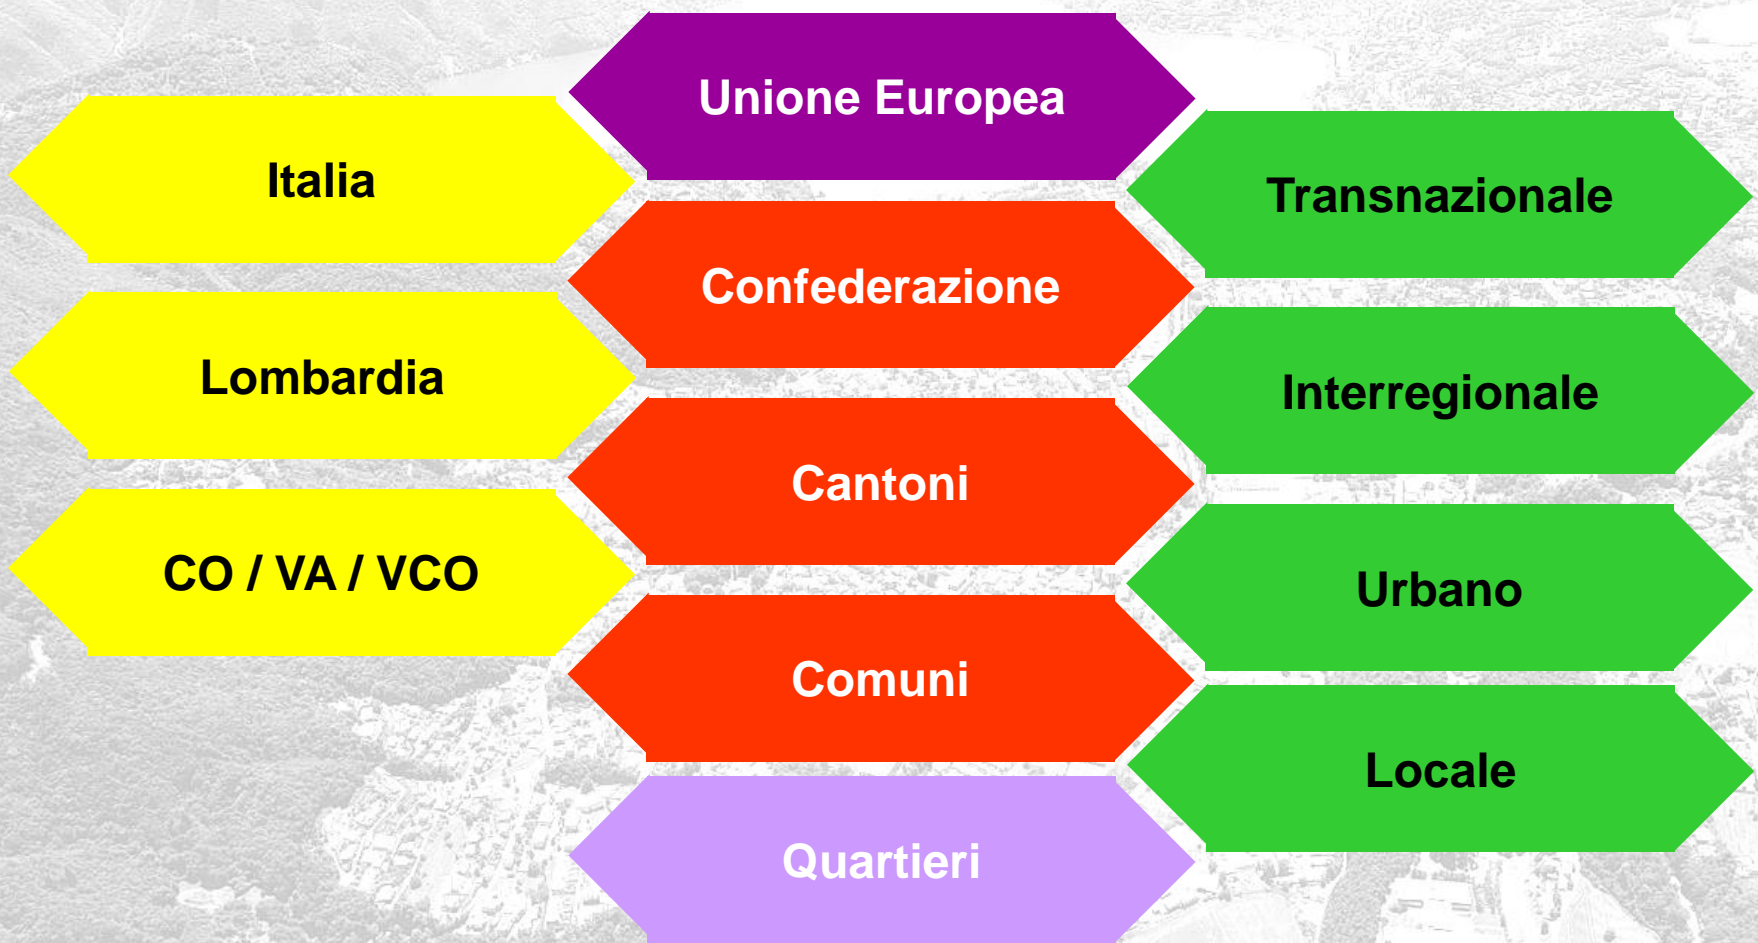 Unione Europea
Italia
Transnazionale
Confederazione
Lombardia
Interregionale
Cantoni
CO / VA / VCO
Urbano
Comuni
Locale
Quartieri